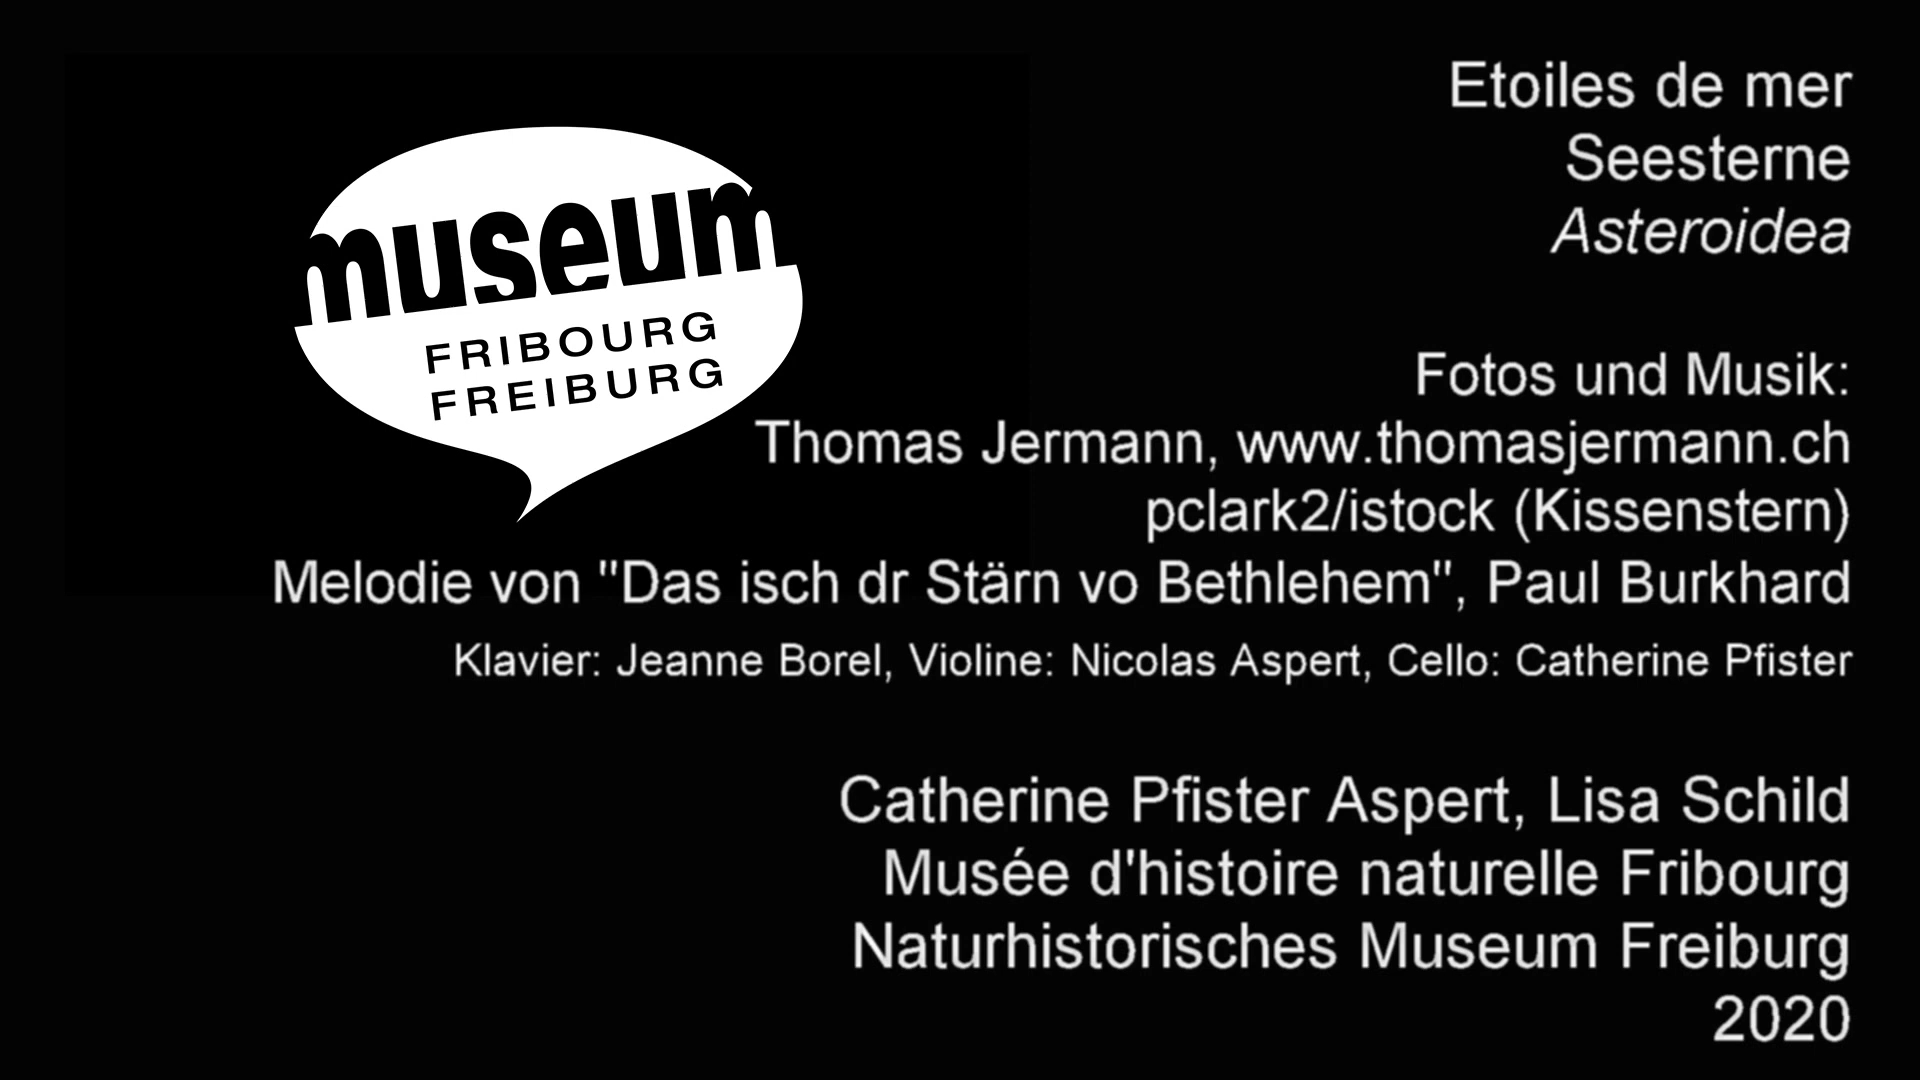 museum
FRIBOURG
FREIBURG
Etoiles de mer
Seesterne
Asteroidea
Fotos und Musik:
Thomas Jermann, www.thomasjermann.ch
pclark2/istock (Kissenstern)
Melodie von "Das isch dr Stärn vo Bethlehem", Paul Burkhard
Klavier: Jeanne Borel, Violine: Nicolas Aspert, Cello: Catherine Pfister
Catherine Pfister Aspert, Lisa Schild
Musée d'histoire naturelle Fribourg
Naturhistorisches Museum Freiburg
2020